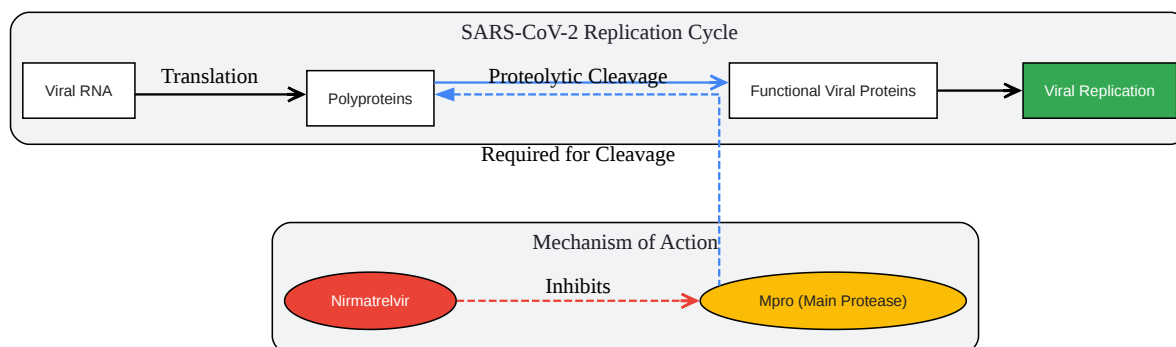 SARS-CoV-2 Replication Cycle
Viral RNA
Translation
Polyproteins
Proteolytic Cleavage
Functional Viral Proteins
Viral Replication
Required for Cleavage
Mechanism of Action
Nirmatrelvir
Inhibits
Mpro (Main Protease)